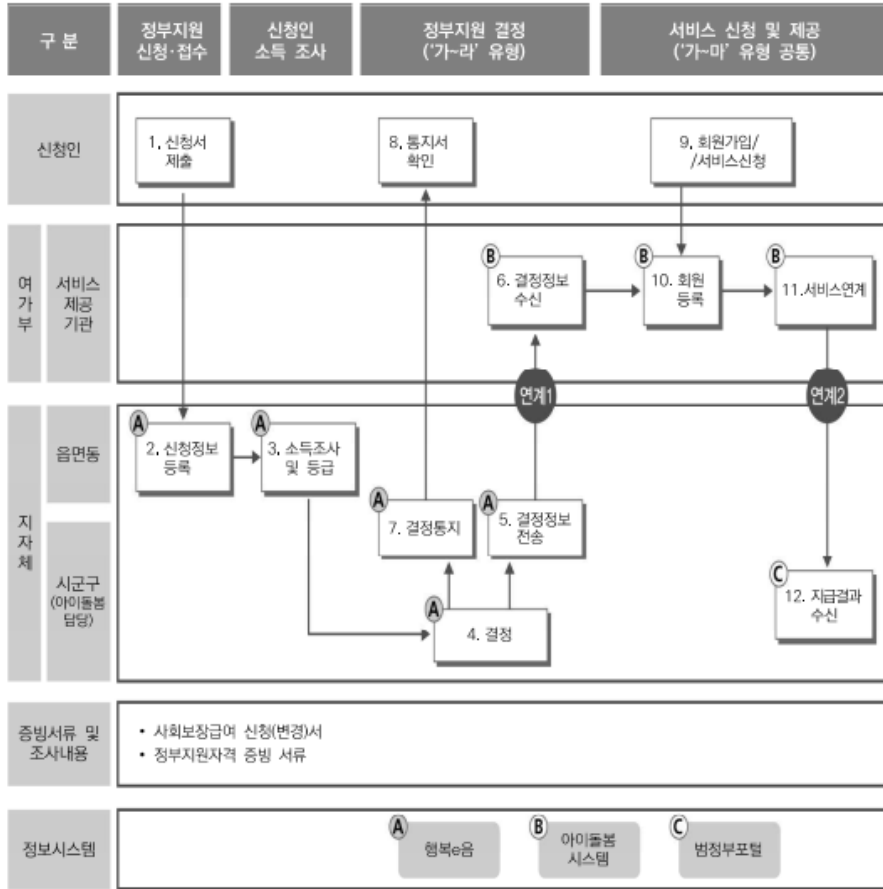 구 분
정부지원
신청·접수
신청인
소득 조사
정부지원 결정
('가~라' 유형)
서비스 신청 및 제공
('가~마' 유형 공통)
신청인
1. 신청서
제출
8. 통지서
확인
9. 회원가입/
/서비스신청
여
가
부
서비스
제공
기관
B
6. 결정정보
수신
B
10. 회원
등록
B
11.서비스연계
연계1
연계2
지
자
체
읍면동
A
2. 신청정보
등록
A
3. 소득조사
및 등급
A
7. 결정통지
A
5. 결정정보
전송
시군구
(아이돌봄
담당)
A
4. 결정
C
12. 지급결과
수신
증빙서류 및
조사내용
• 사회보장급여 신청(변경)서
• 정부지원자격 증빙 서류
정보시스템
A
행복e음
B
아이돌봄
시스템
C
범정부포털